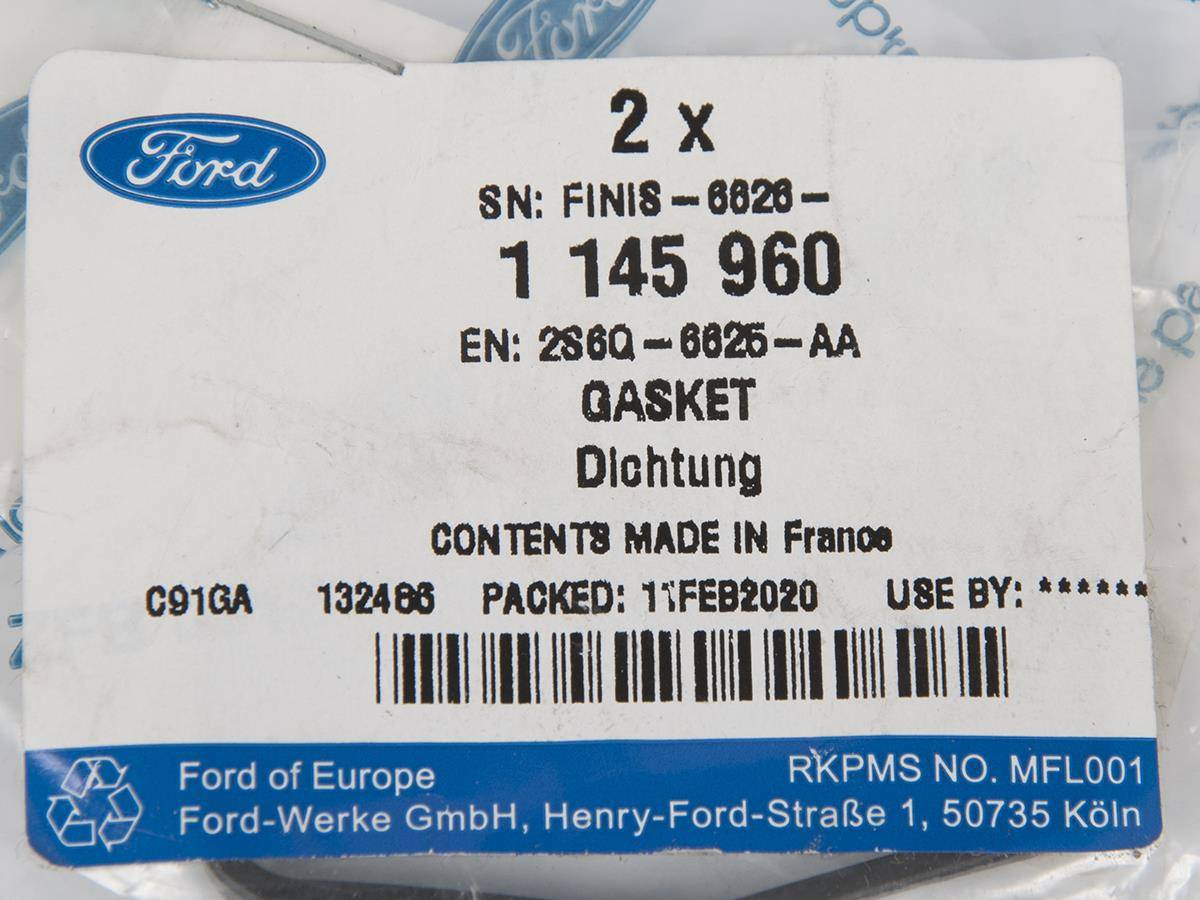 Ford
Ford
2 x
SN: FINIS-6626-
1 145 960
EN: 2S6Q-6625-AA
GASKET
Dichtung
CONTENTS MADE IN France
C91GA 132466 PACKED: 11FEB2020 USE BY: ******
Ford of Europe
RKPMS NO. MFL001
Ford-Werke GmbH, Henry-Ford-Straße 1, 50735 Köln